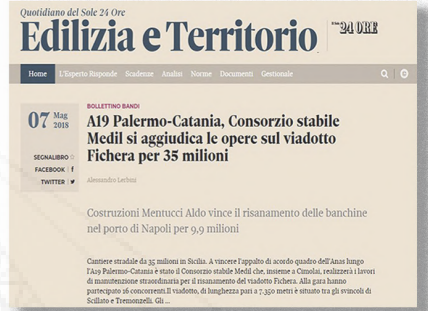 Quotidiano del Sole 24 Ore
Edilizia e Territorio
24 ORE
Home L'Esperto Risponde Scadenze Analisi Norme Documenti Gestionale
BOLLETTINO BANDI
07 Mag
2018
A19 Palermo-Catania, Consorzio stabile
Medil si aggiudica le opere sul viadotto
Fichera per 35 milioni
SEGNALIBRO
FACEBOOK f
TWITTER
Alessandro Lerbini
Costruzioni Mentucci Aldo vince il risanamento delle banchine
nel porto di Napoli per 9,9 milioni
Cantiere stradale da 35 milioni in Sicilia. A vincere l'appalto di acordo quadro dell'Anas lungo
l'A19 Palermo-Catania è stato il Consorzio stabile Medil che, insieme a Cimolai, realizzerà i lavori
di manutenzione straordinaria per il risanamento del viadotto Fichera. Alla gara hanno
partecipato 16 concorrenti.Il viadotto, di lunghezza pari a 7.350 metri è situato tra gli svincoli di
Scillato e Tremonzelli. Gli ...